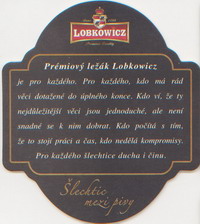 LOBKOWICZ
Prémiový ležák Lobkowicz
je pro každého. Pro každého, kdo má rád
věci dotažené do úplného konce. Kdo ví, že ty
nejdůležitější věci jsou jednoduché, ale není
snadné se k nim dobrat. Kdo počítá s tím,
že to stojí práci a čas, kdo nedělá kompromisy.
Pro každého šlechtice ducha i činu.
Šlechtic
mezi pivy